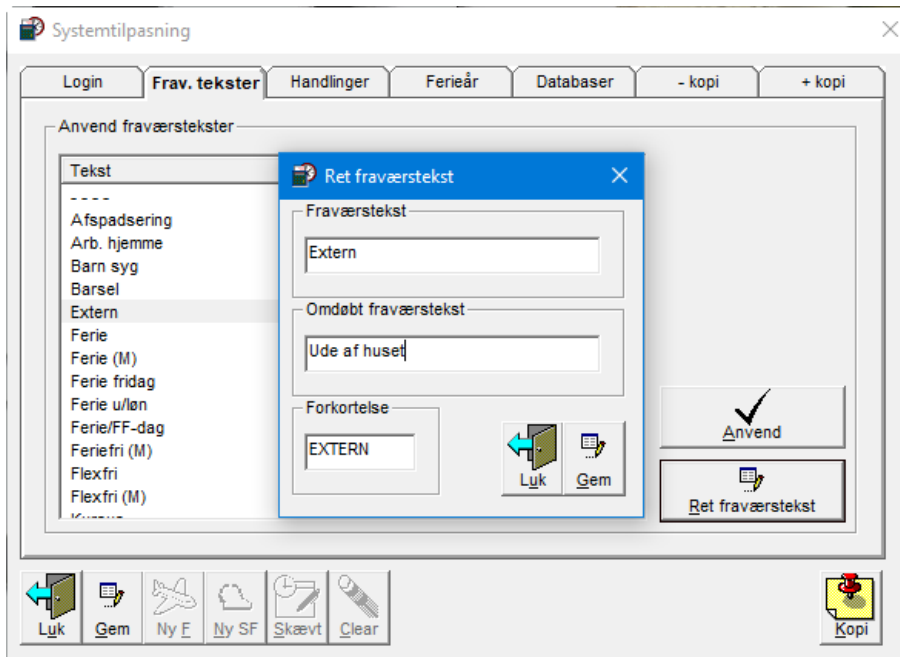 Systemtilpasning
Login
Frav. tekster
Handlinger
Ferieår
Databaser
- kopi
+ kopi
Anvend fraværstekster
Tekst
- - - -
Afspadsering
Arb. hjemme
Barn syg
Barsel
Extern
Ferie
Ferie (M)
Ferie fridag
Ferie u/løn
Ferie/FF-dag
Feriefri (M)
Flexfri
Flexfri (M)
Ret fraværstekst
Fraværstekst
Extern
Omdøbt fraværstekst
Ude af huset
Forkortelse
EXTERN
Luk
Gem
Anvend
Ret fraværstekst
Luk
Gem
Ny F
Ny SF
Skævt
Clear
Kopi